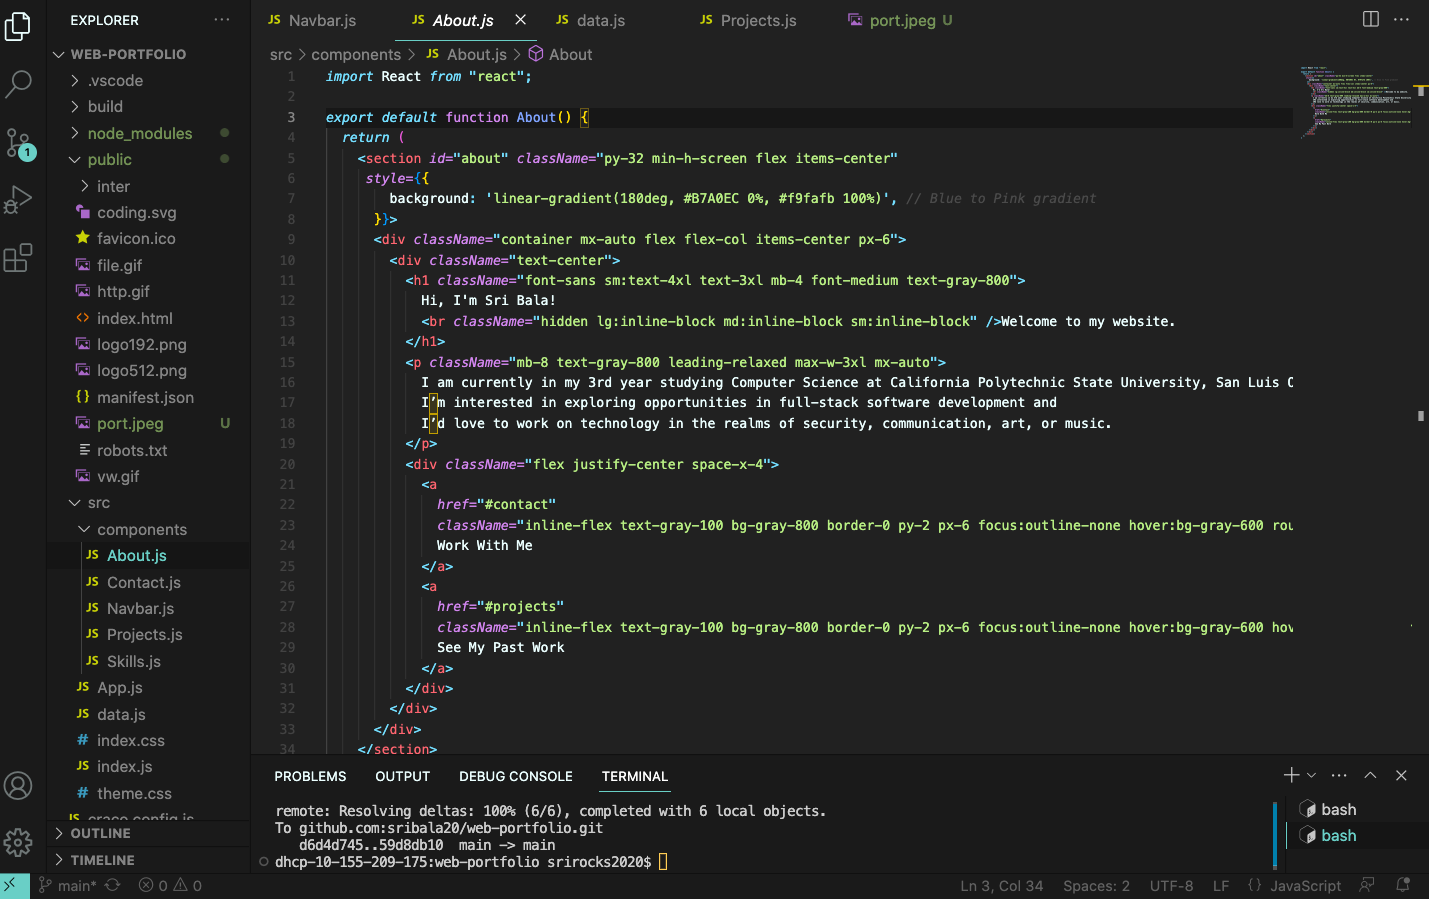 EXPLORER
WEB-PORTFOLIO
.vscode
build
node_modules
public
inter
coding.svg
favicon.ico
file.gif
http.gif
index.html
logo192.png
logo512.png
manifest.json
port.jpeg U
robots.txt
vw.gif
src
components
JS About.js
JS Contact.js
JS Navbar.js
JS Projects.js
JS Skills.js
JS App.js
JS data.js
# index.css
JS index.js
# theme.css
JS craco.config.js
OUTLINE
TIMELINE
1
JS Navbar.js
JS About.js
JS data.js
JS Projects.js
port.jpeg U
src > components > JS About.js > About
1 import React from "react";
2
3 export default function About() {
4 return (
5 <section id="about" className="py-32 min-h-screen flex items-center"
6 style={{
7 background: 'linear-gradient(180deg, #B7A0EC 0%, #f9fafb 100%)', // Blue to Pink gradient
8 }}>
9 <div className="container mx-auto flex flex-col items-center px-6">
10 <div className="text-center">
11 <h1 className="font-sans sm:text-4xl text-3xl mb-4 font-medium text-gray-800">
12 Hi, I'm Sri Bala!
13 <br className="hidden lg:inline-block md:inline-block sm:inline-block" />Welcome to my website.
14 </h1>
15 <p className="mb-8 text-gray-800 leading-relaxed max-w-3xl mx-auto">
16 I am currently in my 3rd year studying Computer Science at California Polytechnic State University, San Luis O
17 I’m interested in exploring opportunities in full-stack software development and
18 I’d love to work on technology in the realms of security, communication, art, or music.
19 </p>
20 <div className="flex justify-center space-x-4">
21 <a
22 href="#contact"
23 className="inline-flex text-gray-100 bg-gray-800 border-0 py-2 px-6 focus:outline-none hover:bg-gray-600 rou
24 Work With Me
25 </a>
26 <a
27 href="#projects"
28 className="inline-flex text-gray-100 bg-gray-800 border-0 py-2 px-6 focus:outline-none hover:bg-gray-600 hov
29 See My Past Work
30 </a>
31 </div>
32 </div>
33 </div>
34 </section>
PROBLEMS OUTPUT DEBUG CONSOLE TERMINAL
remote: Resolving deltas: 100% (6/6), completed with 6 local objects.
To github.com:sribala20/web-portfolio.git
d6d4d745..59d8db10 main -> main
dhcp-10-155-209-175:web-portfolio srirocks2020$
bash
bash
main* 0 0
Ln 3, Col 34 Spaces: 2 UTF-8 LF {} JavaScript